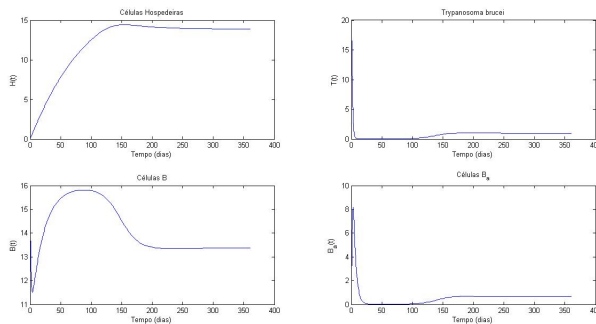 Células Hospedeiras
15
10
5
0
H(t)
0 50 100 150 200 250 300 350 400
Tempo (dias)
Trypanosoma brucei
20
15
10
5
0
T(t)
0 50 100 150 200 250 300 350 400
Tempo (dias)
Células B
16
15
14
13
12
11
B(t)
0 50 100 150 200 250 300 350 400
Tempo (dias)
Células Ba
10
8
6
4
2
0
Ba(t)
0 50 100 150 200 250 300 350 400
Tempo (dias)